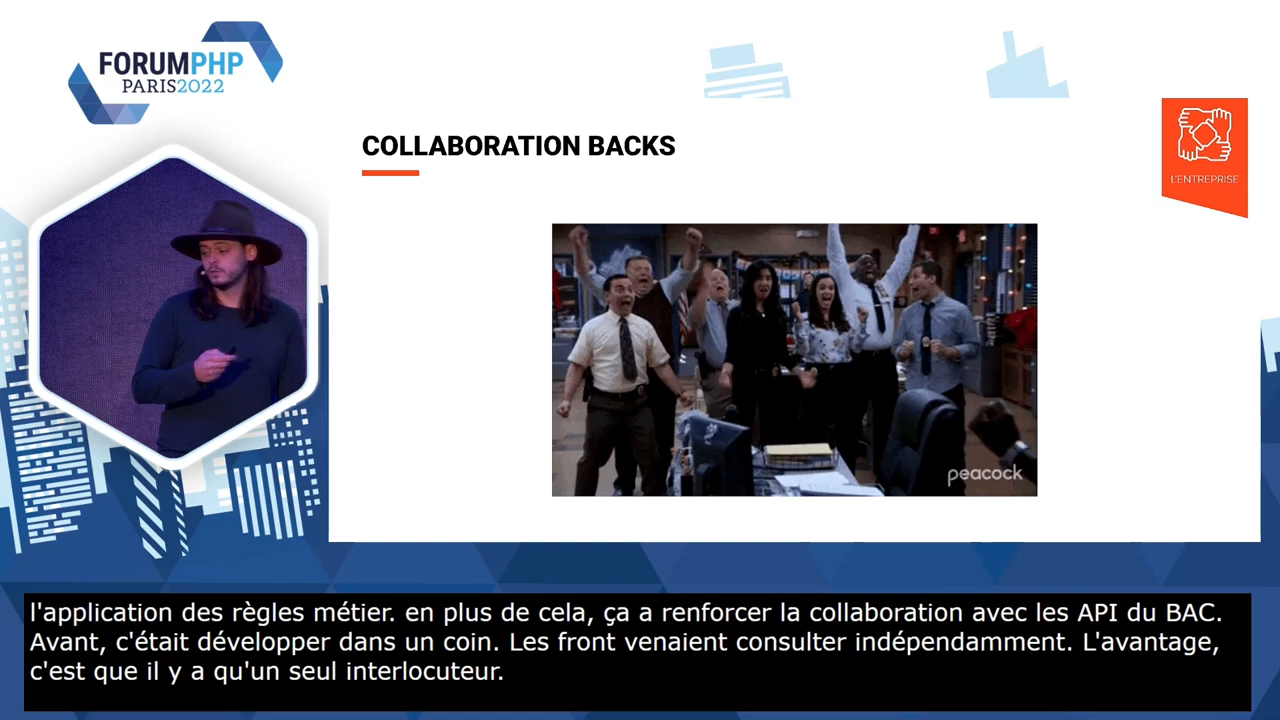 FORUMPHP
PARIS2022
COLLABORATION BACKS
L'ENTREPRISE
peacock
l'application des règles métier. en plus de cela, ça a renforcer la collaboration avec les API du BAC.
Avant, c'était développer dans un coin. Les front venaient consulter indépendamment. L'avantage,
c'est que il y a qu'un seul interlocuteur.